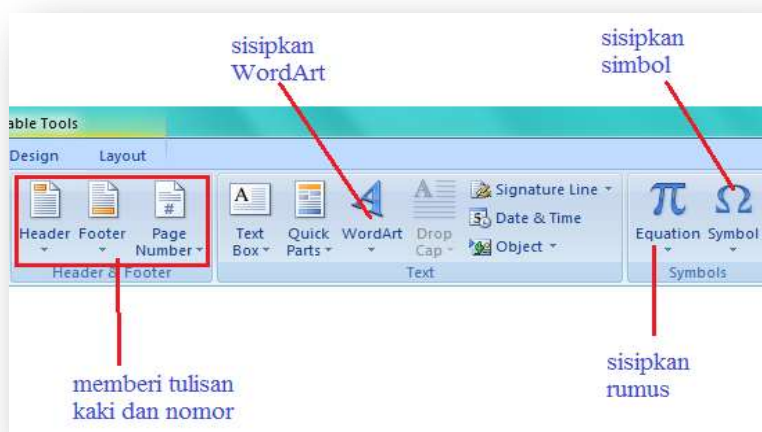 sisipkan
WordArt
sisipkan
simbol
able Tools
Design Layout
Header Footer Page
Number
Header & Footer
A
Text
Box
Quick
Parts
WordArt
Drop
Cap
Signature Line
Date & Time
Object
Text
π Ω
Equation Symbol
Symbols
memberi tulisan
kaki dan nomor
sisipkan
rumus